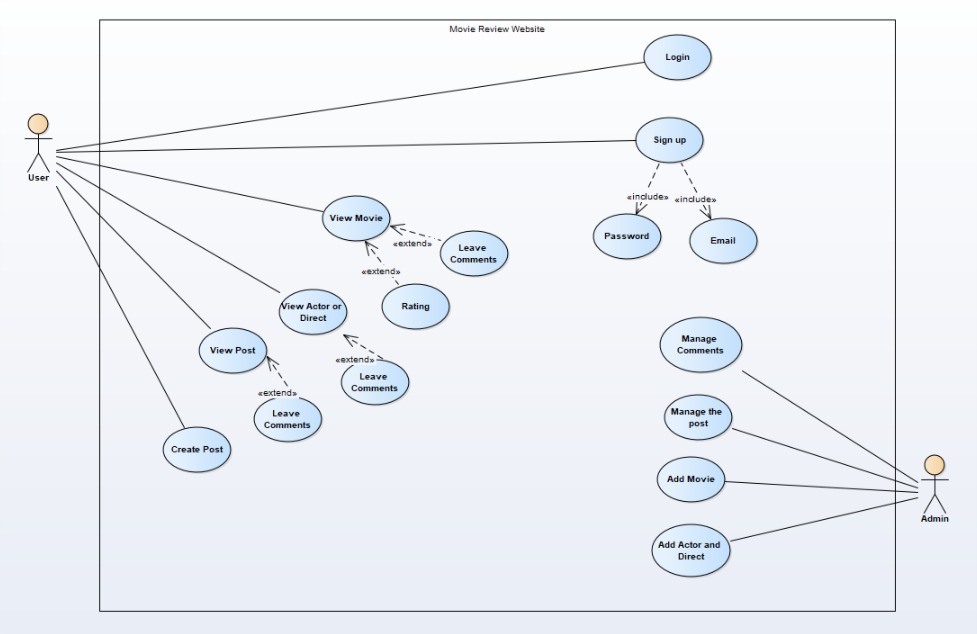 Movie Review Website
Login
Sign up
User
«include»
«include»
View Movie
Password
Email
«extend»
Leave
Comments
«extend»
View Actor or
Direct
Rating
Manage
Comments
View Post
«extend»
Leave
Comments
«extend»
Leave
Comments
Manage the
post
Create Post
Add Movie
Admin
Add Actor and
Direct